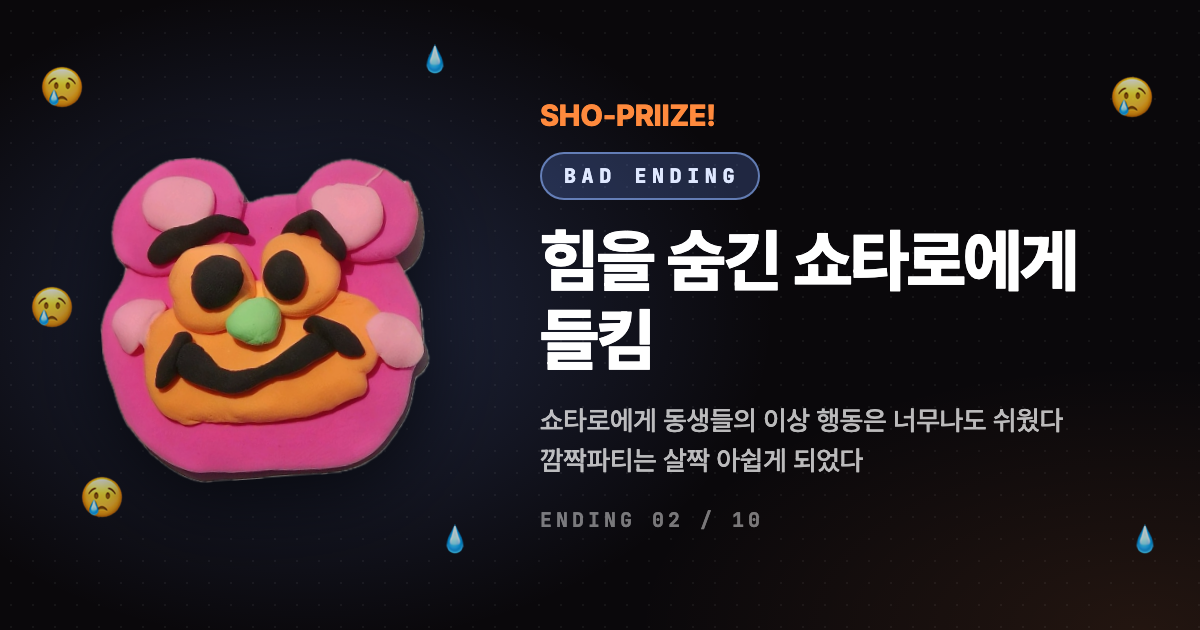 SHO-PRIIZE!
BAD ENDING
힘을 숨긴 쇼타로에게
들킴
쇼타로에게 동생들의 이상 행동은 너무나도 쉬웠다
깜짝파티는 살짝 아쉽게 되었다
ENDING 02 / 10